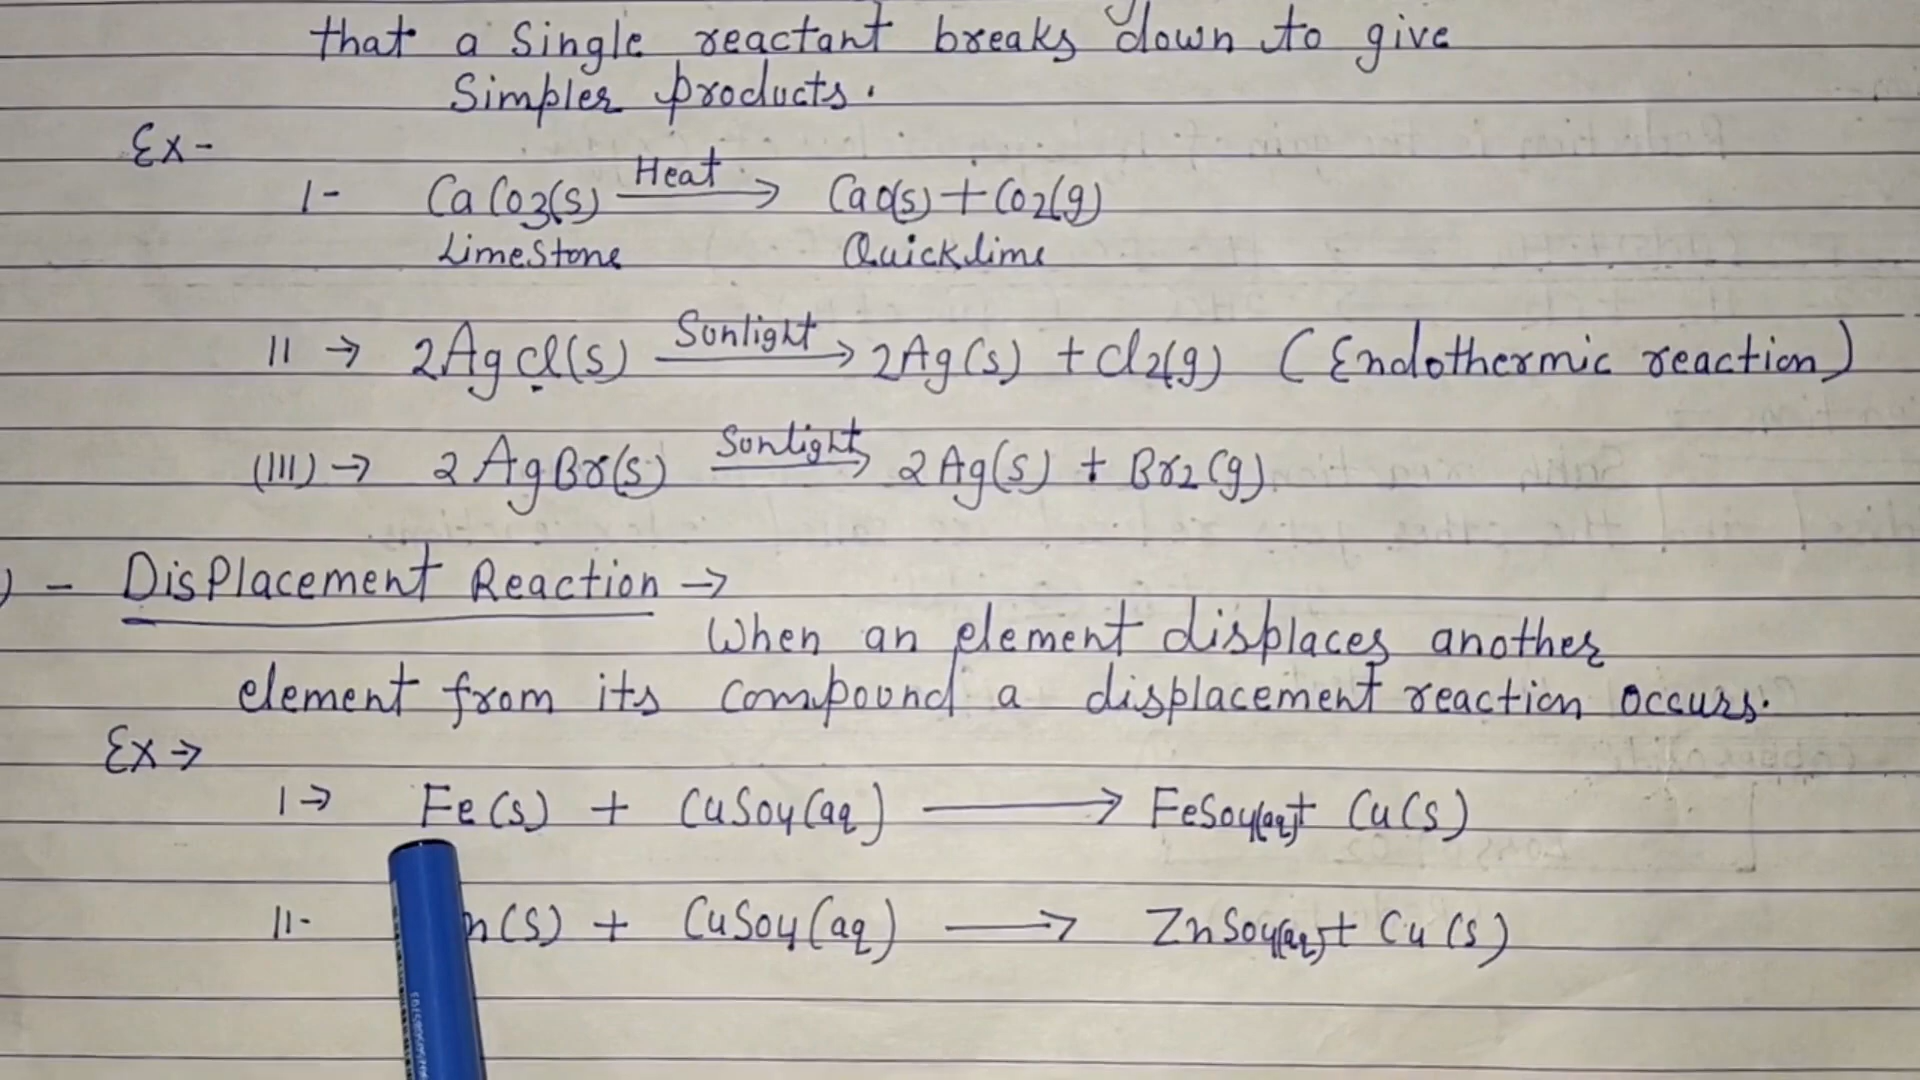 that a Single reactant breaks down to give
Simpler products.
Ex-
I- CaCO3(s) Heat → CaO(s) + CO2(g)
LimeStone Quicklime
II → 2AgCl(s) Sunlight → 2Ag(s) + Cl2(g) (Endothermic reaction)
(III) → 2AgBr(s) Sunlight → 2Ag(s) + Br2(g)
) - Displacement Reaction →
When an element displaces another
element from its compound a displacement reaction occurs.
Ex →
I → Fe(s) + CuSO4(aq) → FeSO4(aq) + Cu(s)
II- n(s) + CuSO4(aq) → ZnSO4(aq) + Cu(s)